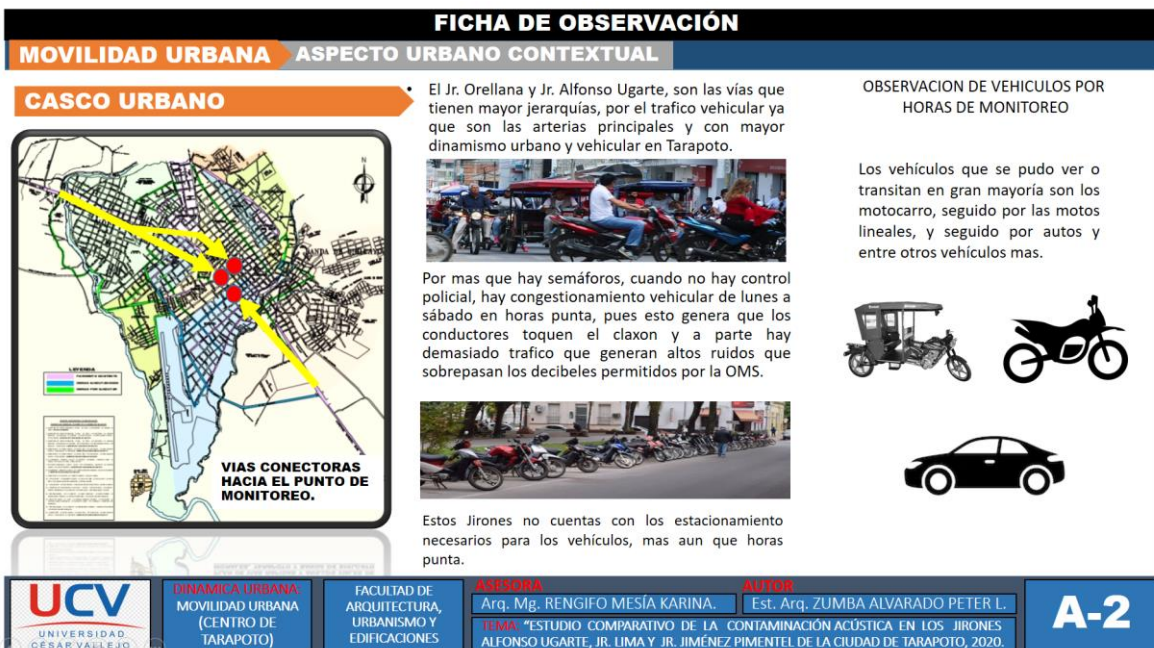 FICHA DE OBSERVACIÓN
MOVILIDAD URBANA
ASPECTO URBANO CONTEXTUAL
CASCO URBANO
N
LEYENDA
VIAS CONECTORAS
HACIA EL PUNTO DE
MONITOREO.
• El Jr. Orellana y Jr. Alfonso Ugarte, son las vías que
tienen mayor jerarquías, por el trafico vehicular ya
que son las arterias principales y con mayor
dinamismo urbano y vehicular en Tarapoto.
Por mas que hay semáforos, cuando no hay control
policial, hay congestionamiento vehicular de lunes a
sábado en horas punta, pues esto genera que los
conductores toquen el claxon y a parte hay
demasiado trafico que generan altos ruidos que
sobrepasan los decibeles permitidos por la OMS.
Estos Jirones no cuentas con los estacionamiento
necesarios para los vehículos, mas aun que horas
punta.
OBSERVACION DE VEHICULOS POR
HORAS DE MONITOREO
Los vehículos que se pudo ver o
transitan en gran mayoría son los
motocarro, seguido por las motos
lineales, y seguido por autos y
entre otros vehículos mas.
UCV
UNIVERSIDAD
CÉSAR VALLEJO
DINAMICA URBANA:
MOVILIDAD URBANA
(CENTRO DE
TARAPOTO)
FACULTAD DE
ARQUITECTURA,
URBANISMO Y
EDIFICACIONES
ASESORA
Arq. Mg. RENGIFO MESÍA KARINA.
AUTOR
Est. Arq. ZUMBA ALVARADO PETER L.
TEMA: "ESTUDIO COMPARATIVO DE LA CONTAMINACIÓN ACÚSTICA EN LOS JIRONES
ALFONSO UGARTE, JR. LIMA Y JR. JIMÉNEZ PIMENTEL DE LA CIUDAD DE TARAPOTO, 2020.
A-2